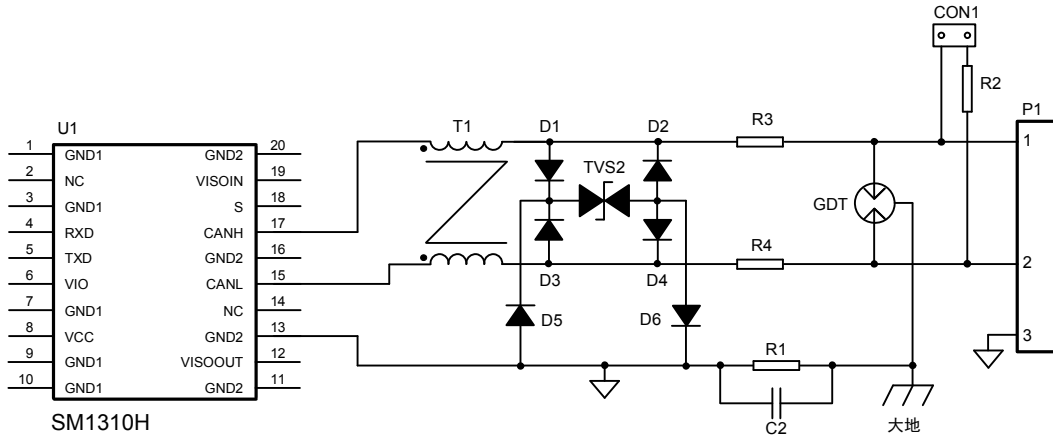 CON1
R2
P1
U1
T1
D1
D2
R3
1
GND1
GND2
20
2
NC
VISOIN
19
3
GND1
S
18
4
RXD
CANH
17
5
TXD
GND2
16
6
VIO
CANL
15
7
GND1
NC
14
8
VCC
GND2
13
9
GND1
VISOOUT
12
10
GND1
GND2
11
SM1310H
TVS2
GDT
D3
D4
R4
D5
D6
R1
C2
大地
1
2
3